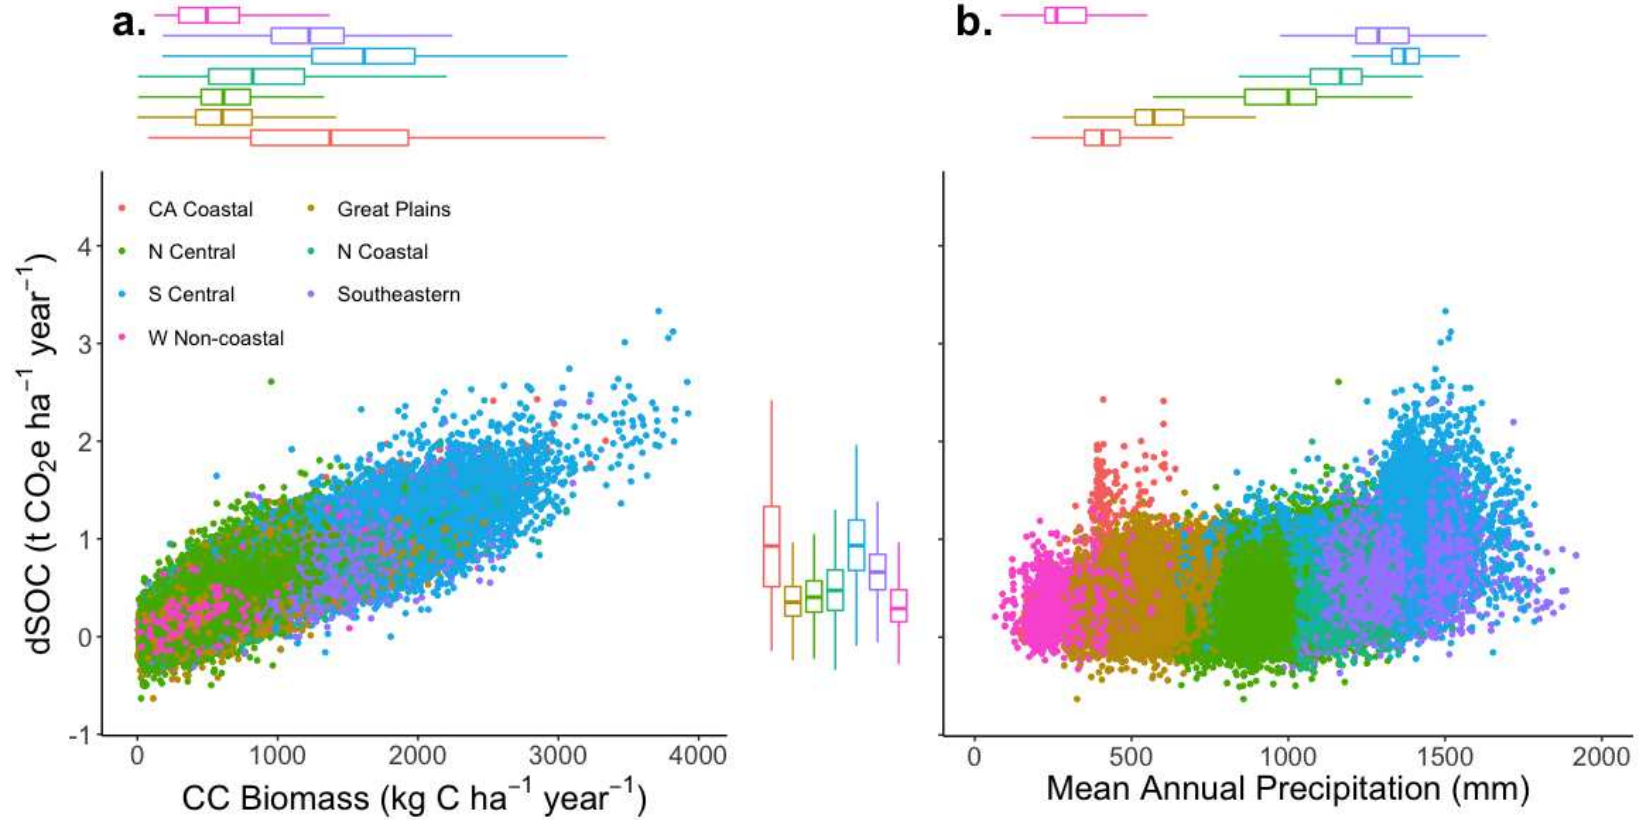 a.
b.
CA Coastal
Great Plains
N Central
N Coastal
S Central
Southeastern
W Non-coastal
4
3
2
1
0
-1
dSOC (t CO₂e ha⁻¹ year⁻¹)
0 1000 2000 3000 4000
CC Biomass (kg C ha⁻¹ year⁻¹)
0 500 1000 1500 2000
Mean Annual Precipitation (mm)